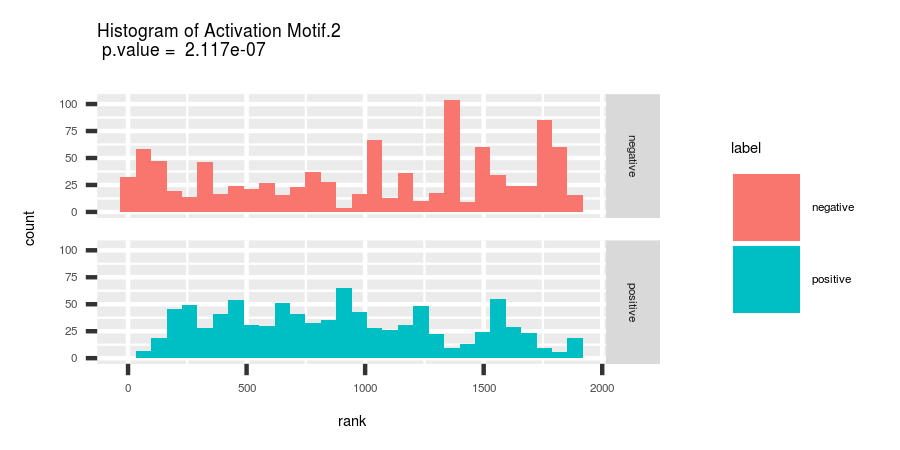 Histogram of Activation Motif.2
p.value = 2.117e-07
count
100
75
50
25
0
negative
100
75
50
25
0
positive
0 500 1000 1500 2000
rank
label
negative
positive